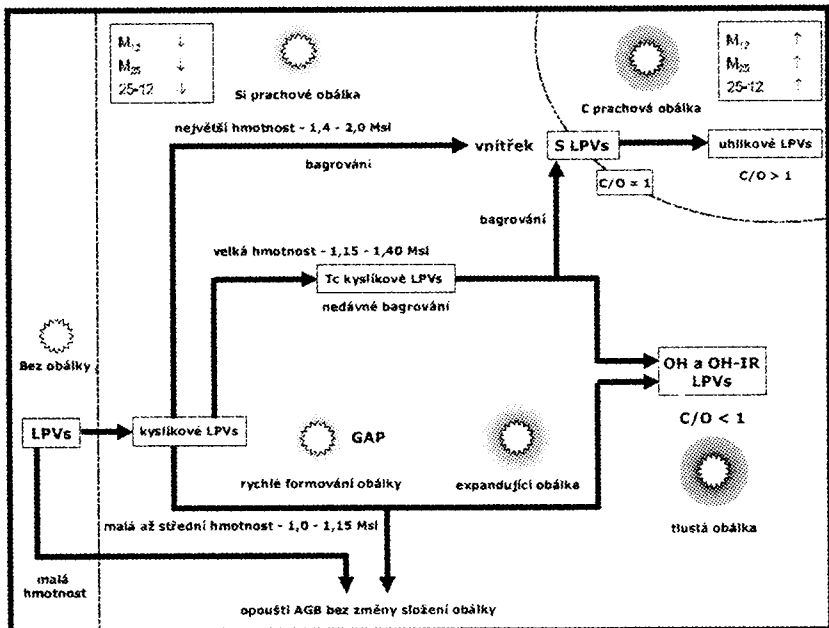 M12 ↓
M25 ↓
25-12 ↓
Si prachové obálka
C prachová obálka
M12 ↑
M25 ↑
25-12 ↑
největší hmotnost - 1,4 - 2,0 Msl
bagrování
vnitřek
S LPVs
uhlíkové LPVs
C/O = 1
C/O > 1
bagrování
velká hmotnost - 1,15 - 1,40 Msl
Tc kyslíkové LPVs
nedávné bagrování
Bez obálky
OH a OH-IR
LPVs
C/O < 1
LPVs
kyslíkové LPVs
GAP
rychlé formování obálky
expandující obálka
tlustá obálka
malá až střední hmotnost - 1,0 - 1,15 Msl
malá
hmotnost
opouští AGB bez změny složení obálky